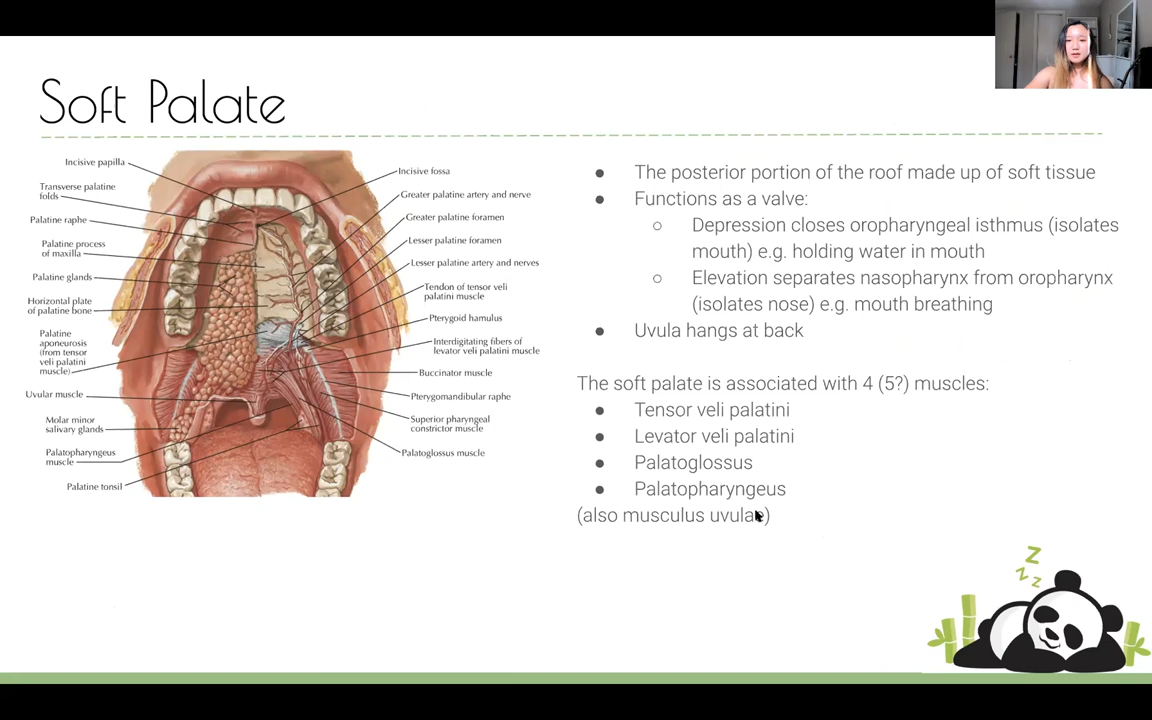 Soft Palate
Incisive papilla
Transverse palatine
folds
Palatine raphe
Palatine process
of maxilla
Palatine glands
Horizontal plate
of palatine bone
Palatine
aponeurosis
(from tensor
veli palatini
muscle)
Uvular muscle
Molar minor
salivary glands
Palatopharyngeus
muscle
Palatine tonsil
Incisive fossa
Greater palatine artery and nerve
Greater palatine foramen
Lesser palatine foramen
Lesser palatine artery and nerves
Tendon of tensor veli
palatini muscle
Pterygoid hamulus
Interdigitating fibers of
levator veli palatini muscle
Buccinator muscle
Pterygomandibular raphe
Superior pharyngeal
constrictor muscle
Palatoglossus muscle
● The posterior portion of the roof made up of soft tissue
● Functions as a valve:
○ Depression closes oropharyngeal isthmus (isolates
mouth) e.g. holding water in mouth
○ Elevation separates nasopharynx from oropharynx
(isolates nose) e.g. mouth breathing
● Uvula hangs at back
The soft palate is associated with 4 (5?) muscles:
● Tensor veli palatini
● Levator veli palatini
● Palatoglossus
● Palatopharyngeus
(also musculus uvulae)
Z
Z
Z